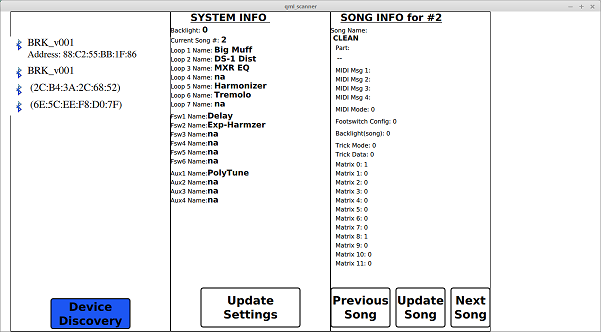 qml_scanner
BRK_v001
Address: 88:C2:55:BB:1F:86
BRK_v001
(2C:B4:3A:2C:68:52)
(6E:5C:EE:F8:D0:7F)
Device
Discovery
SYSTEM INFO
Backlight: 0
Current Song #: 2
Loop 1 Name: Big Muff
Loop 2 Name: DS-1 Dist
Loop 3 Name: MXR EQ
Loop 4 Name: na
Loop 5 Name: Harmonizer
Loop 6 Name: Tremolo
Loop 7 Name: na
Fsw1 Name:Delay
Fsw2 Name:Exp-Harmzer
Fsw3 Name:na
Fsw4 Name:na
Fsw5 Name:na
Fsw6 Name:na
Aux1 Name:PolyTune
Aux2 Name:na
Aux3 Name:na
Aux4 Name:na
Update
Settings
SONG INFO for #2
Song Name:
CLEAN
Part:
--
MIDI Msg 1:
MIDI Msg 2:
MIDI Msg 3:
MIDI Msg 4:
MIDI Mode: 0
Footswitch Config: 0
Backlight(song): 0
Trick Mode: 0
Trick Data: 0
Matrix 0: 1
Matrix 1: 0
Matrix 2: 0
Matrix 3: 0
Matrix 4: 0
Matrix 5: 0
Matrix 6: 0
Matrix 7: 0
Matrix 8: 1
Matrix 9: 0
Matrix 10: 0
Matrix 11: 0
Previous
Song
Update
Song
Next
Song